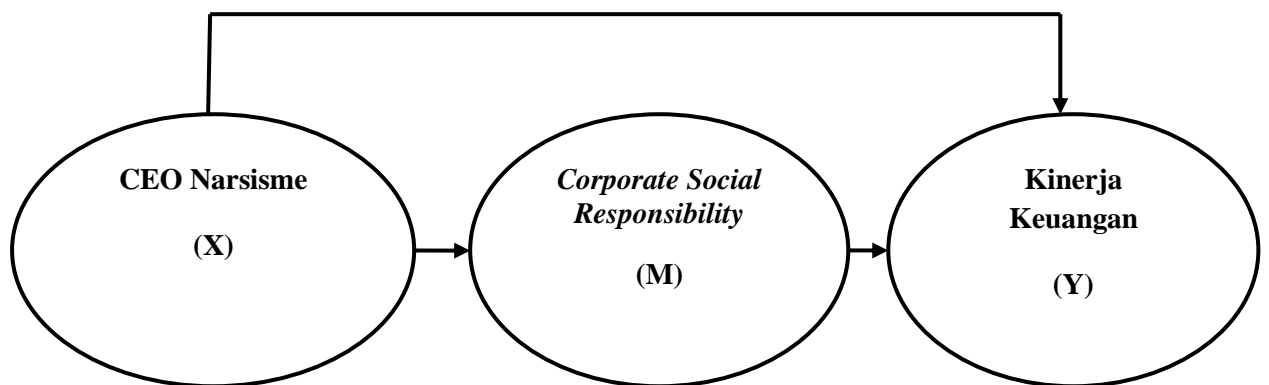 CEO Narsisme
(X)
Corporate Social
Responsibility
(M)
Kinerja
Keuangan
(Y)